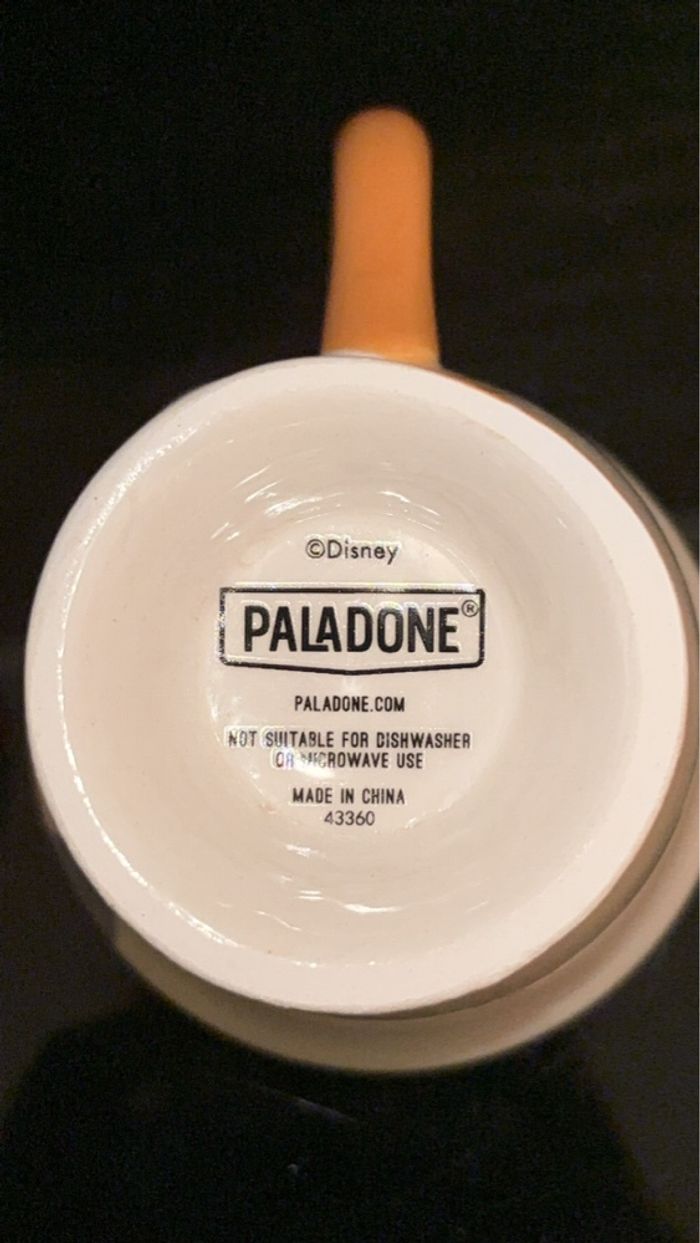 ©Disney
PALADONE®
PALADONE.COM
NOT SUITABLE FOR DISHWASHER
OR MICROWAVE USE
MADE IN CHINA
43360